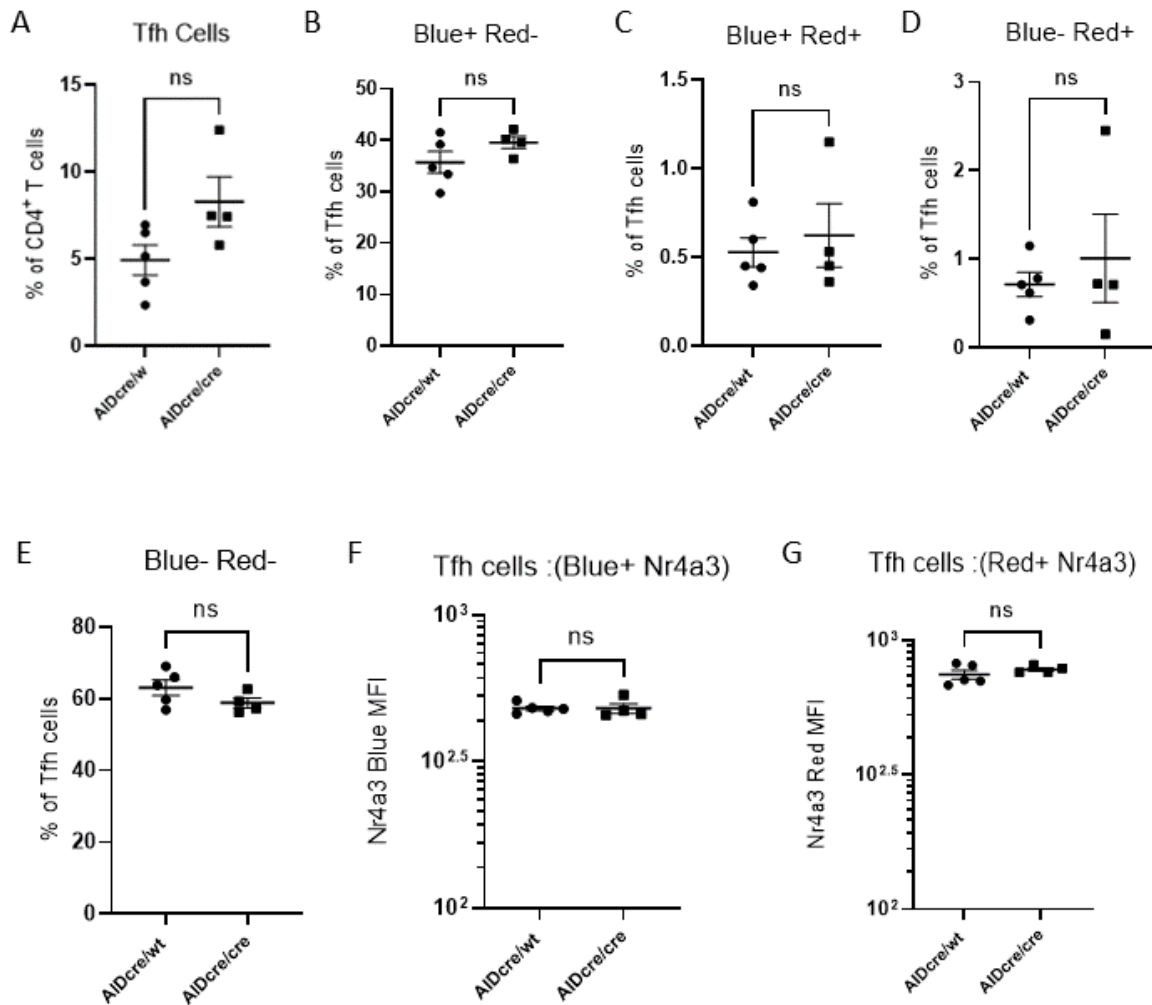 A
Tfh Cells
ns
% of CD4+ T cells
15
10
5
0
AIDcre/w
AIDcre/cre
B
Blue+ Red-
ns
% of Tfh cells
50
40
30
20
10
0
AIDcre/wt
AIDcre/cre
C
Blue+ Red+
ns
% of Tfh cells
1.5
1.0
0.5
0.0
AIDcre/wt
AIDcre/cre
D
Blue- Red+
ns
% of Tfh cells
3
2
1
0
AIDcre/wt
AIDcre/cre
E
Blue- Red-
ns
% of Tfh cells
80
60
40
20
0
AIDcre/wt
AIDcre/cre
F
Tfh cells :(Blue+ Nr4a3)
ns
Nr4a3 Blue MFI
10³
10².⁵
10²
AIDcre/wt
AIDcre/cre
G
Tfh cells :(Red+ Nr4a3)
ns
Nr4a3 Red MFI
10³
10².⁵
10²
AIDcre/wt
AIDcre/cre